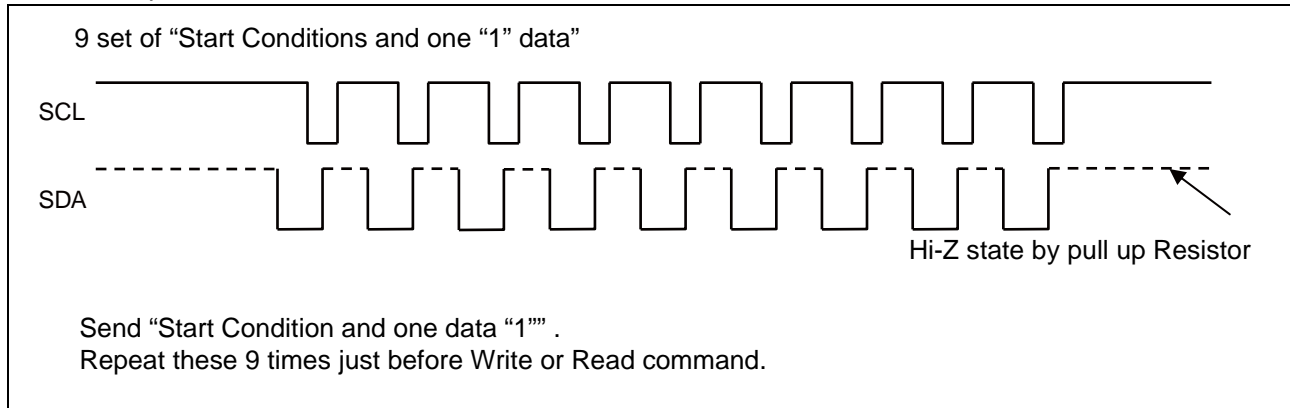 9 set of “Start Conditions and one “1” data”
SCL
SDA
Hi-Z state by pull up Resistor
Send “Start Condition and one data “1”” .
Repeat these 9 times just before Write or Read command.